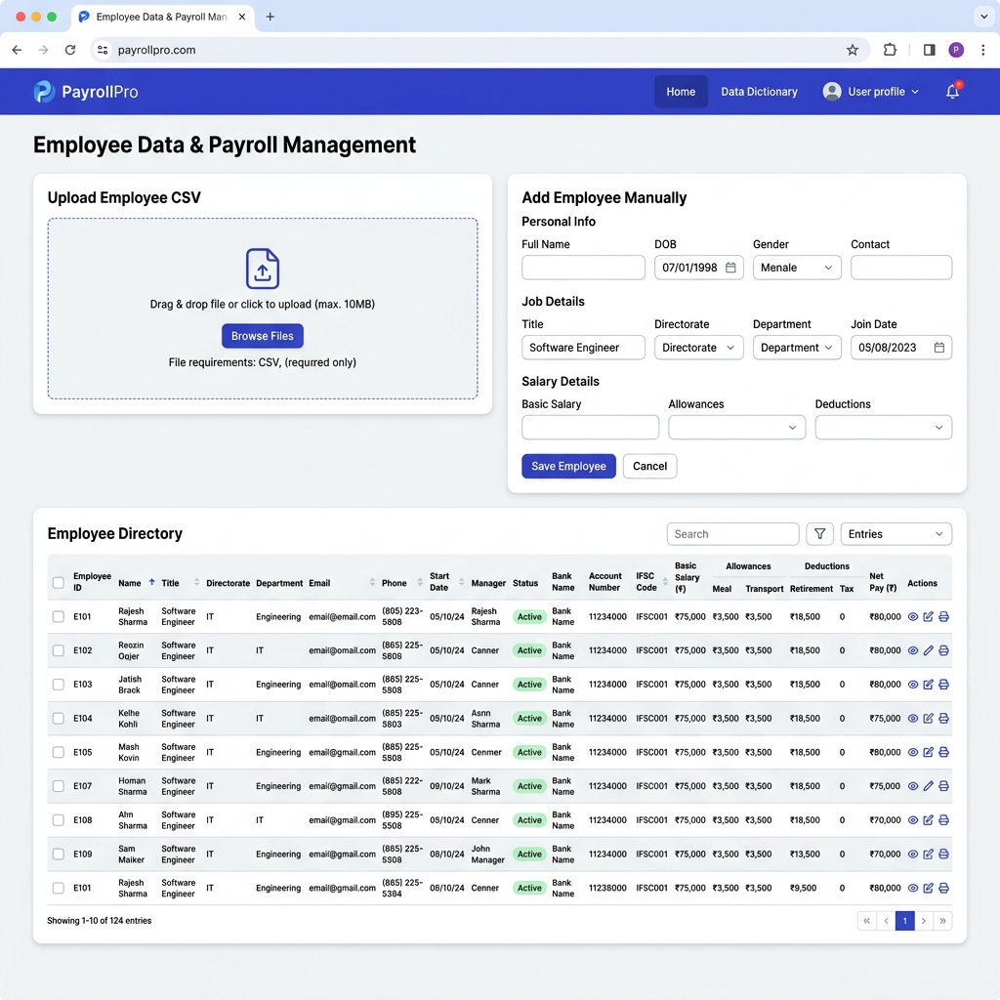 Employee Data & Payroll Man
payrollpro.com
P
PayrollPro
Home Data Dictionary User profile
Employee Data & Payroll Management
Upload Employee CSV
Drag & drop file or click to upload (max. 10MB)
Browse Files
File requirements: CSV, (required only)
Add Employee Manually
Personal Info
Full Name DOB Gender Contact
07/01/1998 Menale
Job Details
Title Directorate Department Join Date
Software Engineer Directorate Department 05/08/2023
Salary Details
Basic Salary Allowances Deductions
Save Employee Cancel
Employee Directory
Search Entries
Employee ID Name Title Directorate Department Email Phone Start Date Manager Status Bank Name Account Number IFSC Code Basic Salary (₹) Allowances Meal Transport Deductions Retirement Tax Net Pay (₹) Actions
E101 Rajesh Sharma Software Engineer IT Engineering email@email.com (805) 223-5808 05/10/24 Rajesh Sharma Active Bank Name 11234000 IFSC001 ₹75,000 ₹3,500 ₹3,500 ₹18,500 0 ₹80,000
E102 Reozin Oqjer Software Engineer IT IT email@omail.com (865) 225-5808 05/10/24 Canner Active Bank Name 11234000 IFSC001 ₹75,000 ₹3,500 ₹3,500 ₹18,500 0 ₹80,000
E103 Jatish Brack Software Engineer IT Engineering email@omail.com (885) 225-5808 05/10/24 Canner Active Bank Name 11234000 IFSC001 ₹75,000 ₹3,500 ₹3,500 ₹13,500 0 ₹80,000
E104 Kelhe Kohli Software Engineer IT IT email@omail.com (885) 225-5803 09/10/24 Asnn Sharma Active Bank Name 11234000 IFSC001 ₹75,000 ₹3,500 ₹3,500 ₹18,500 0 ₹75,000
E105 Mash Kovin Software Engineer IT Engineering email@gmail.com (885) 225-5808 05/10/24 Cenmer Active Bank Name 11234000 IFSC001 ₹75,000 ₹3,500 ₹3,500 ₹18,500 0 ₹80,000
E107 Homan Sharma Software Engineer IT Engineering email@gmail.com (885) 222-5808 09/10/24 Mark Sharma Active Bank Name 11234000 IFSC001 ₹75,000 ₹3,500 ₹3,500 ₹18,500 0 ₹75,000
E108 Ahn Sharma Software Engineer IT IT email@gmail.com (895) 225-5508 05/10/24 Cenner Active Bank Name 11234000 IFSC001 ₹75,000 ₹3,500 ₹3,500 ₹18,500 0 ₹70,000
E109 Sam Maiker Software Engineer IT Engineering email@gmail.com (865) 225-5308 08/10/24 John Manager Active Bank Name 11234000 IFSC001 ₹75,000 ₹3,500 ₹3,500 ₹13,500 0 ₹70,000
E101 Rajesh Sharma Software Engineer IT Engineering email@gmail.com (865) 225-5384 08/10/24 Cenner Active Bank Name 11238000 IFSC001 ₹75,000 ₹3,500 ₹3,500 ₹9,500 0 ₹80,000
Showing 1-10 of 124 entries « ‹ 1 › »